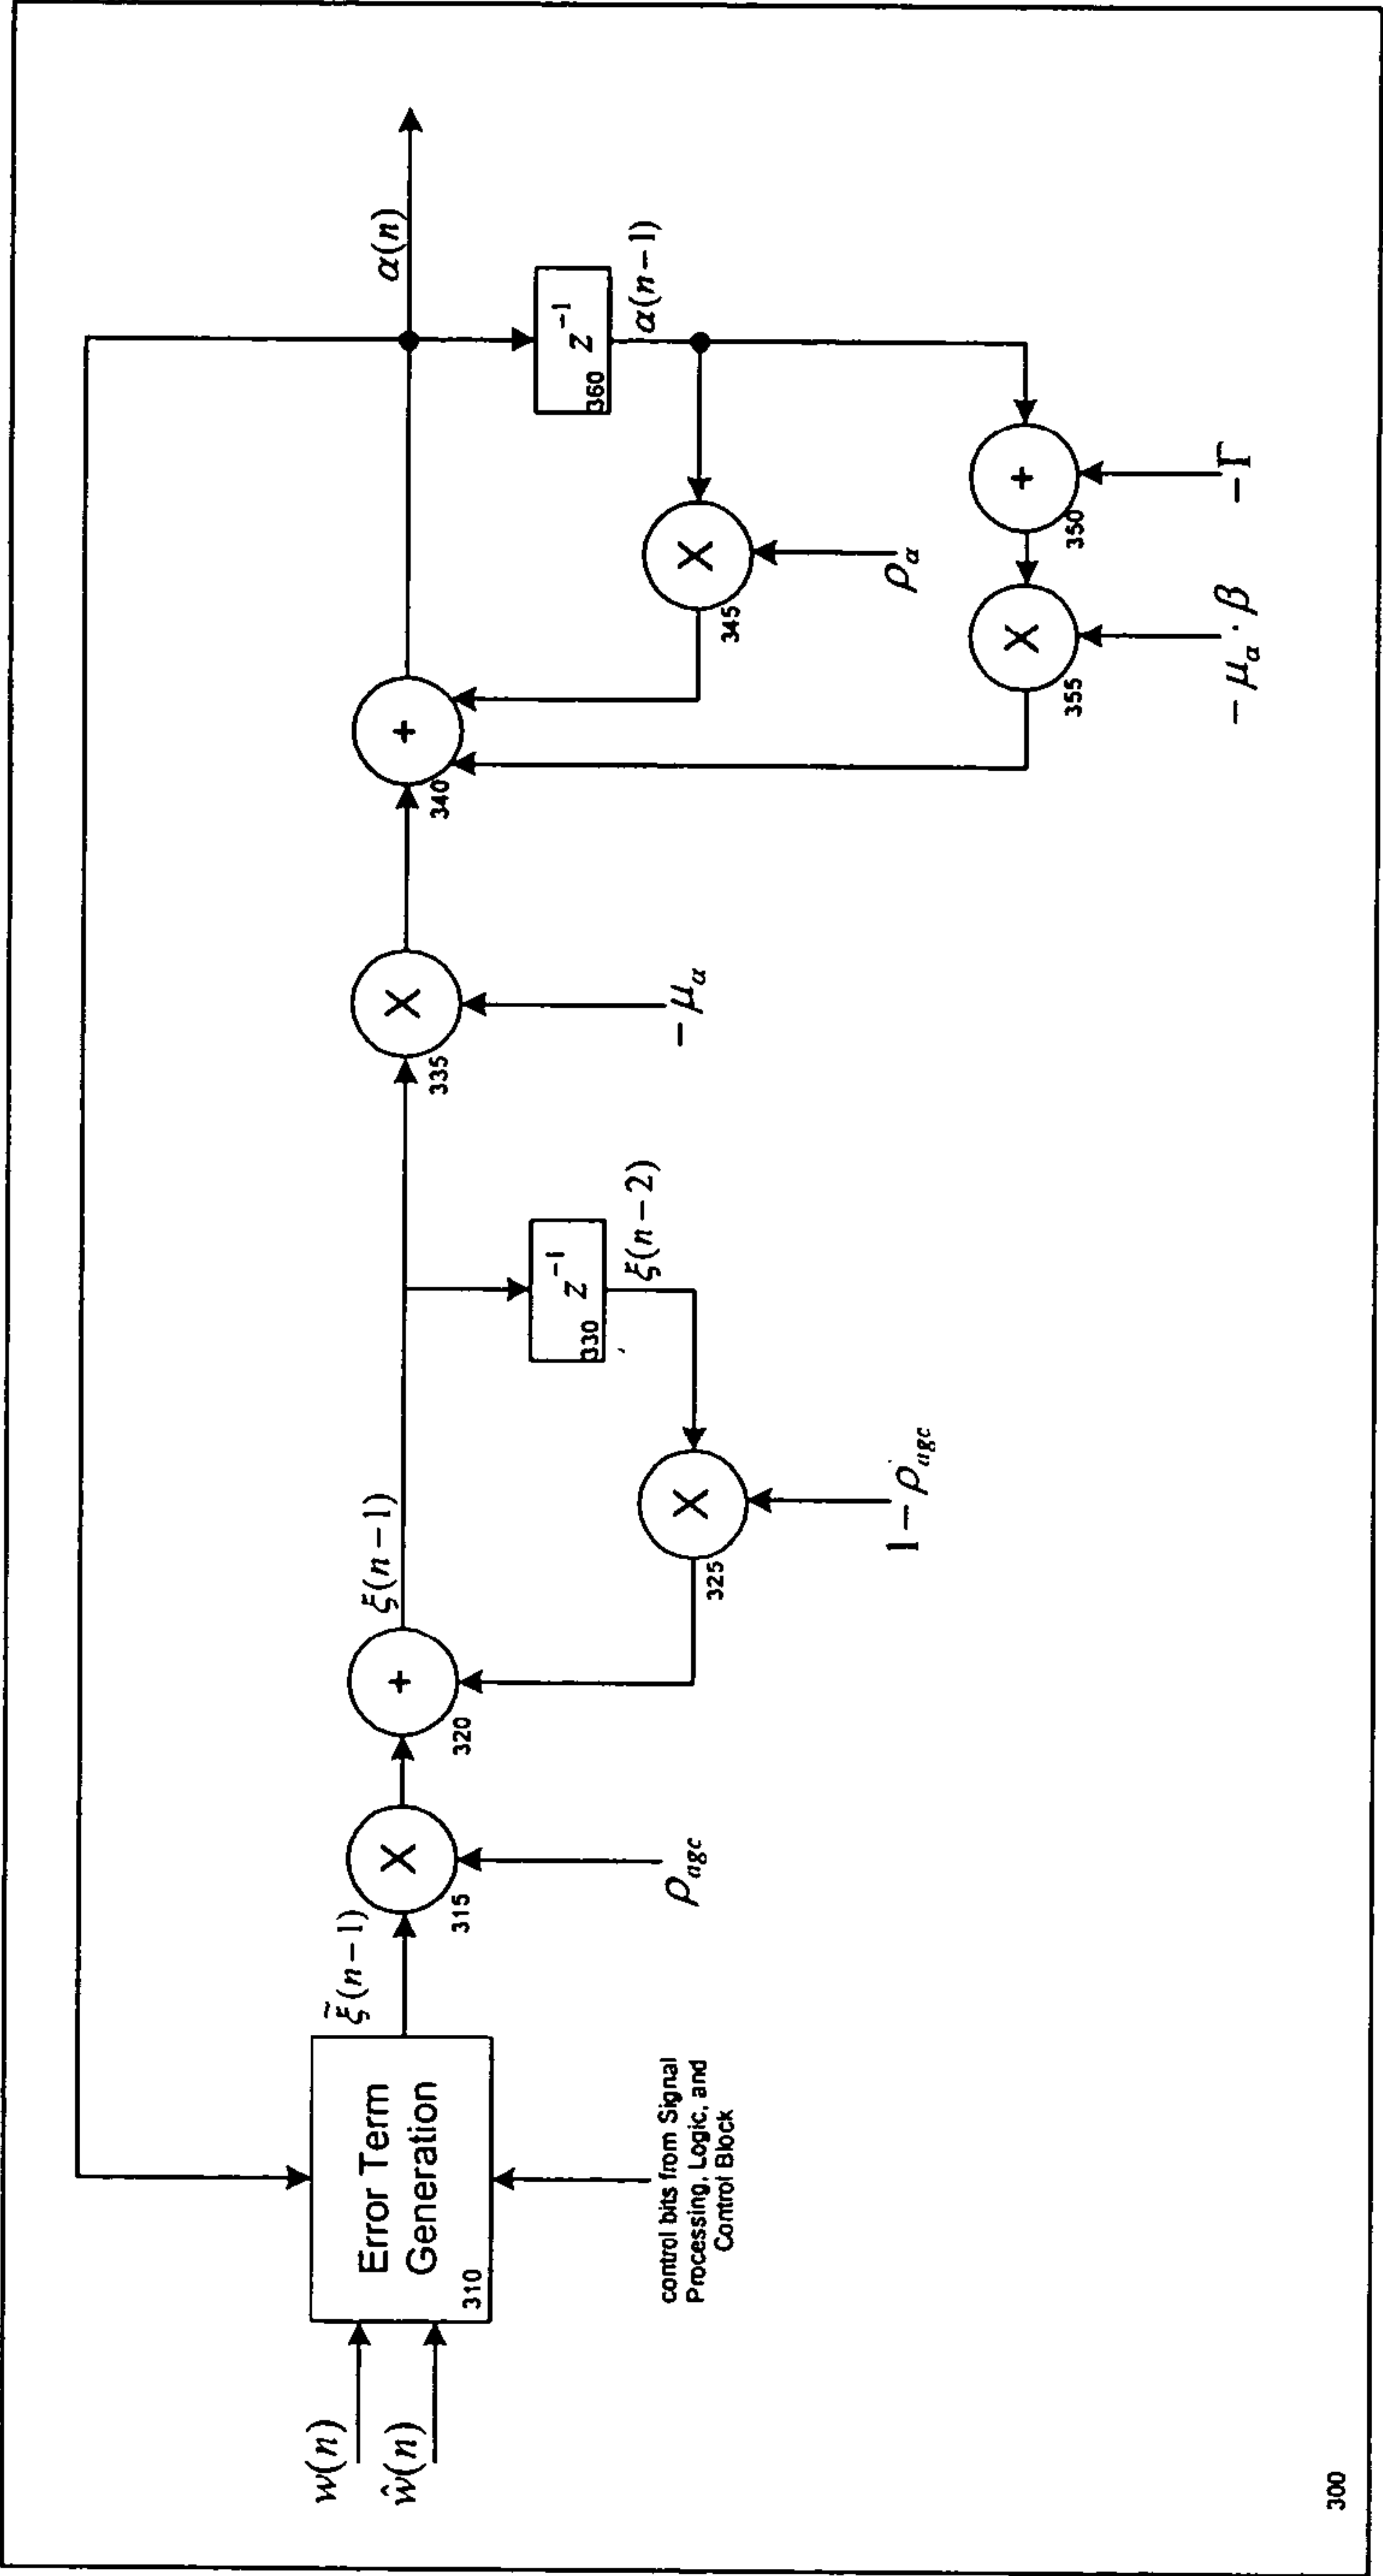 w(n)
ŵ(n)
Error Term
Generation
310
control bits from Signal
Processing, Logic, and
Control Block
ξ̃(n−1)
X
315
ρ_agc
+
320
ξ(n−1)
X
325
1−ρ_agc
z⁻¹
330
ξ(n−2)
X
335
−μ_α
+
340
X
345
ρ_α
X
355
−μ_α·β
+
350
−Γ
z⁻¹
360
α(n−1)
α(n)
300